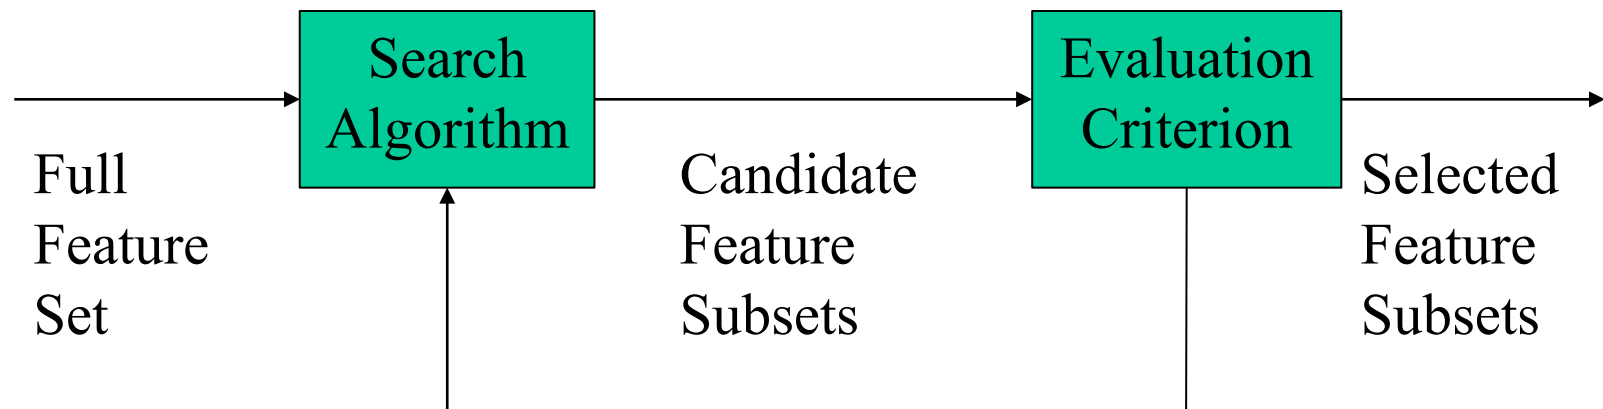 Search
Algorithm
Evaluation
Criterion
Full
Feature
Set
Candidate
Feature
Subsets
Selected
Feature
Subsets